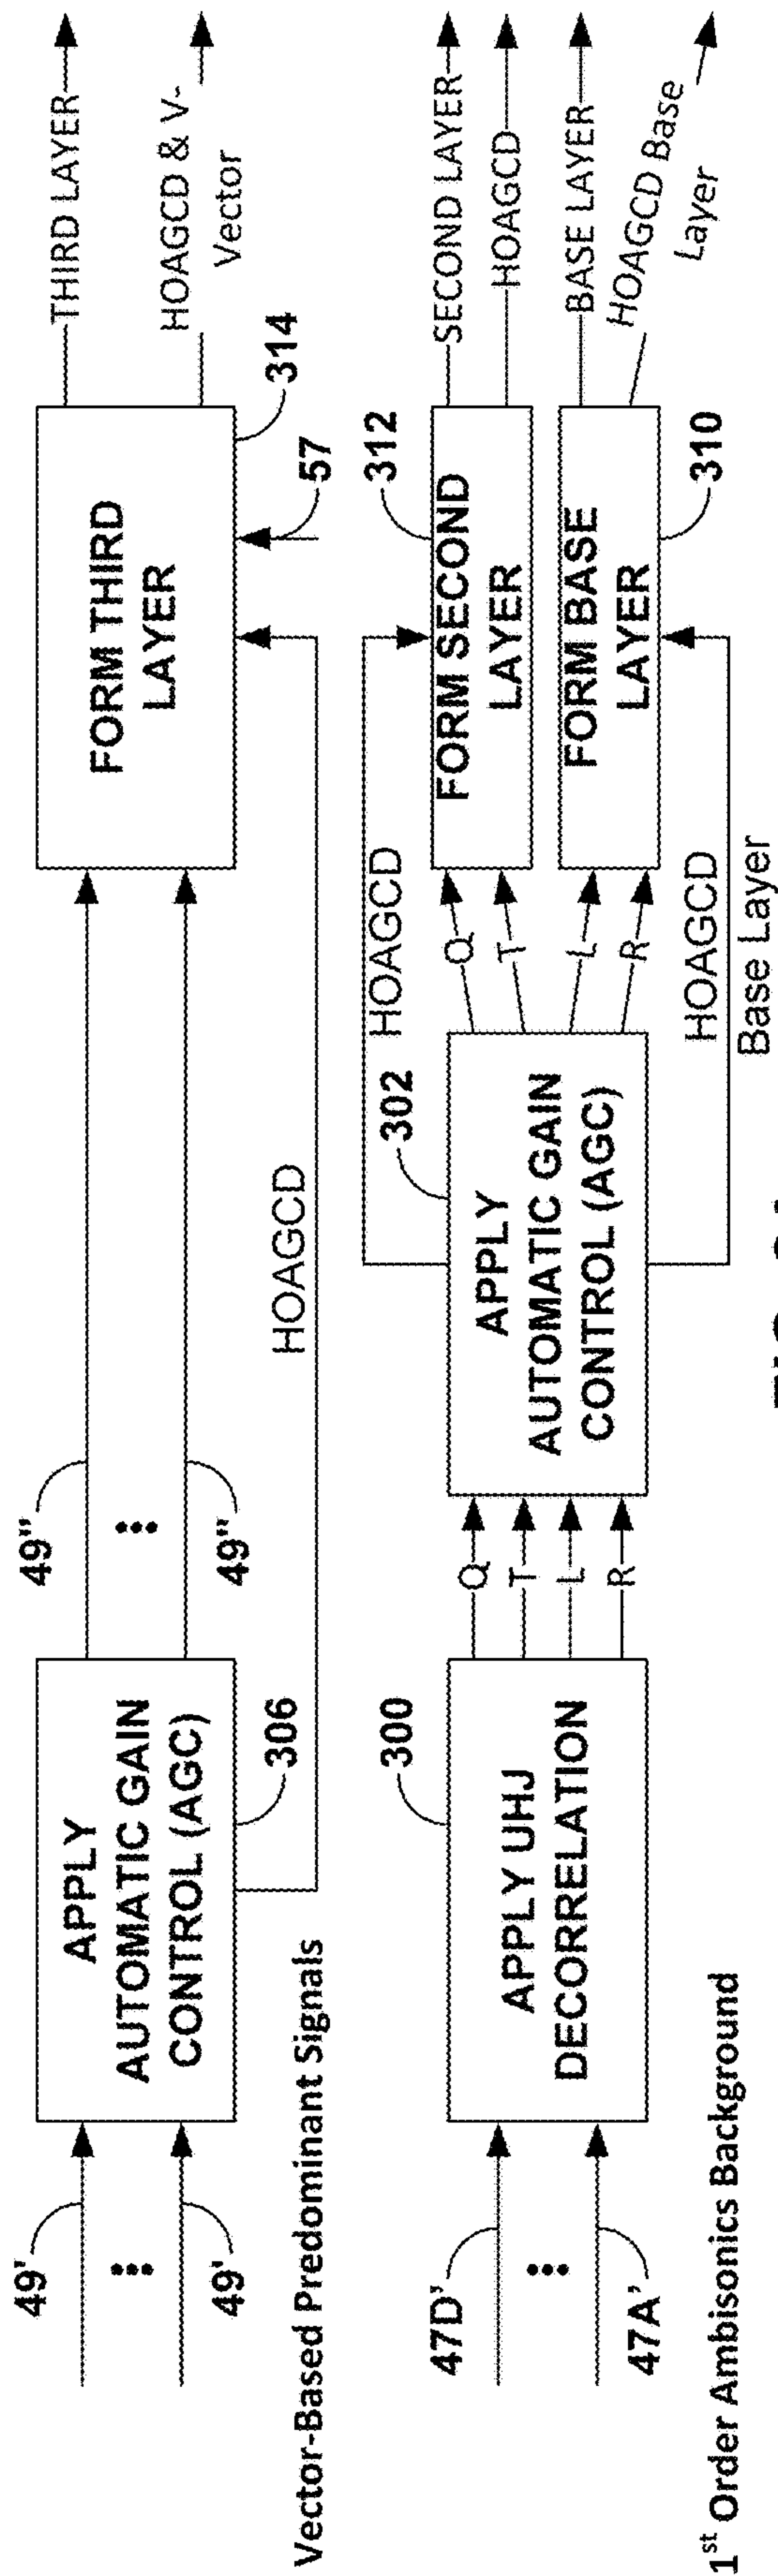 49'
49'
APPLY
AUTOMATIC GAIN
CONTROL (AGC)
306
49''
49''
HOAGCD
FORM THIRD
LAYER
314
57
THIRD LAYER
HOAGCD & V-
Vector
Vector-Based Predominant Signals
47D'
47A'
APPLY UHJ
DECORRELATION
300
Q
T
L
R
APPLY
AUTOMATIC GAIN
CONTROL (AGC)
302
HOAGCD
Q
T
L
R
HOAGCD
Base Layer
FORM SECOND
LAYER
312
FORM BASE
LAYER
310
SECOND LAYER
HOAGCD
BASE LAYER
HOAGCD Base
Layer
1st Order Ambisonics Background